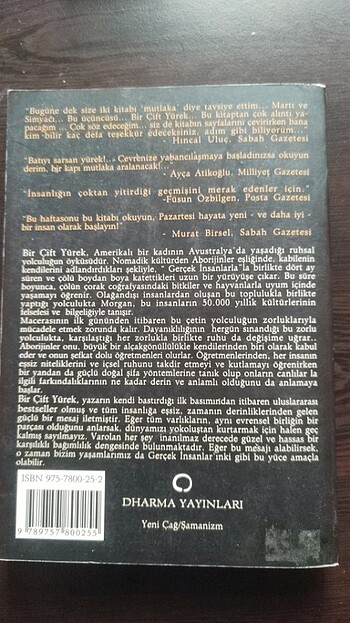 "Bugüne dek size iki kitabı 'mutlaka' diye tavsiye ettim... Martı ve
Simyacı.. Bu üçüncüsü.. Bir Çift Yürek.. Bu kitaptan çok alıntı ya-
pacağım... Çok söz edeceğim... siz de kitabın sayfalarını çevirirken bana
kim bilir kaç defa teşekkür edeceksiniz, adım gibi biliyorum..."
- Hıncal Uluç, Sabah Gazetesi
"Batıyı sarsan yürek!.. Çevrenize yabancılaşmaya başladınızsa okuyun
derim, bir kapı mutlaka aralanacak!..."
- Ayça Atikoğlu, Milliyet Gazetesi
"İnsanlığın çoktan yitirdiği geçmişini merak edenler için."
-Füsun Özbilgen, Posta Gazetesi
"Bu haftasonu bu kitabı okuyun, Pazartesi hayata yeni - ve daha iyi -
bir insan olarak başlayın!"
- Murat Birsel, Sabah Gazetesi
Bir Çift Yürek, Amerikalı bir kadının Avustralya'da yaşadığı ruhsal
yolculuğun öyküsüdür. Nomadik kültürden Aborijinler eşliğinde, kabilenin
kendilerini adlandırdıkları şekliyle, " Gerçek İnsanlar'la birlikte dört ay
süren ve çölü boydan boya katettikleri uzun bir yürüyüşe çıkar. Bu süre
boyunca, çölün çorak coğrafyasındaki bitkiler ve hayvanlarla uyum içinde
yaşamayı öğrenir. Olağandışı insanlardan oluşan bu toplulukla birlikte
yaptığı yolculukta Morgan, bu insanların 50.000 yıllık kültürlerinin
felsefesi ve bilgeliğiyle tanışır.
Macerasının ilk gününden itibaren bu çetin yolculuğun zorluklarıyla
mücadele etmek zorunda kalır. Dayanıklılığının hergün sınandığı bu zorlu
yolculukta, karşılaştığı her zorlukla birlikte ruhu da değişime uğrar..
Aborijinler onu, büyük bir alçakgönüllülükle kendilerinden biri olarak kabul
eder ve onun şefkat dolu öğretmenleri olurlar. Öğretmenlerinden, her insanın
eşsiz niteliklerini ve içsel ruhunu takdir etmeyi ve kutlamayı öğrenirken
bir yandan da güçlü doğal şifa yöntemlerine tanık olup onların canlılar la
ilgili farkındalıklarının ne kadar derin ve anlamlı olduğunu da anlamaya
başlar.
Bir Çift Yürek, yazarın kendi bastırdığı ilk basımından itibaren uluslararası
bestseller olmuş ve tüm insanlığa eşsiz, zamanın derinliklerinden gelen
güçlü bir mesaj iletmiştir. Eğer tüm varlıkların, aynı evrensel birliğin bir
parçası olduğunu anlarsak, dünyamızı yokoluştan kurtarmak için halen geç
kalmış sayılmayız. Varolan her şey inanılmaz derecede güzel ve hassas bir
karşılıklı bağımlılık dengesinde bulunmaktadır. Eğer bu mesajı alabilirsek,
o zaman bizim yaşamlarımız da Gerçek İnsanlar'ınki gibi bu yüce amaçla
olabilir.
ISBN 975-7800-25-2
9 789757 800255
DHARMA YAYINLARI
Yeni Çağ/Şamanizm